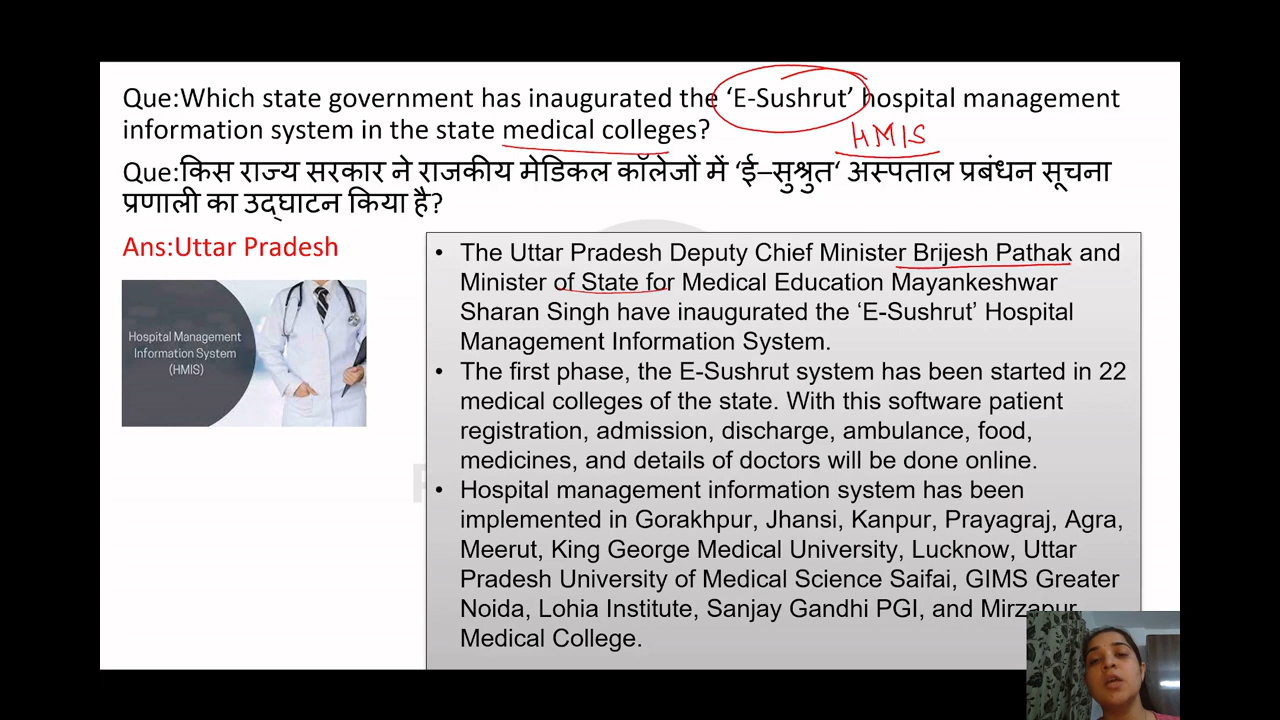 Que:Which state government has inaugurated the ‘E-Sushrut’ hospital management
information system in the state medical colleges?
HMIS
Que:किस राज्य सरकार ने राजकीय मेडिकल कॉलेजों में ‘ई–सुश्रुत‘ अस्पताल प्रबंधन सूचना
प्रणाली का उद्घाटन किया है?
Ans:Uttar Pradesh
Hospital Management
Information System
(HMIS)
• The Uttar Pradesh Deputy Chief Minister Brijesh Pathak and
Minister of State for Medical Education Mayankeshwar
Sharan Singh have inaugurated the ‘E-Sushrut’ Hospital
Management Information System.
• The first phase, the E-Sushrut system has been started in 22
medical colleges of the state. With this software patient
registration, admission, discharge, ambulance, food,
medicines, and details of doctors will be done online.
• Hospital management information system has been
implemented in Gorakhpur, Jhansi, Kanpur, Prayagraj, Agra,
Meerut, King George Medical University, Lucknow, Uttar
Pradesh University of Medical Science Saifai, GIMS Greater
Noida, Lohia Institute, Sanjay Gandhi PGI, and Mirzapur
Medical College.